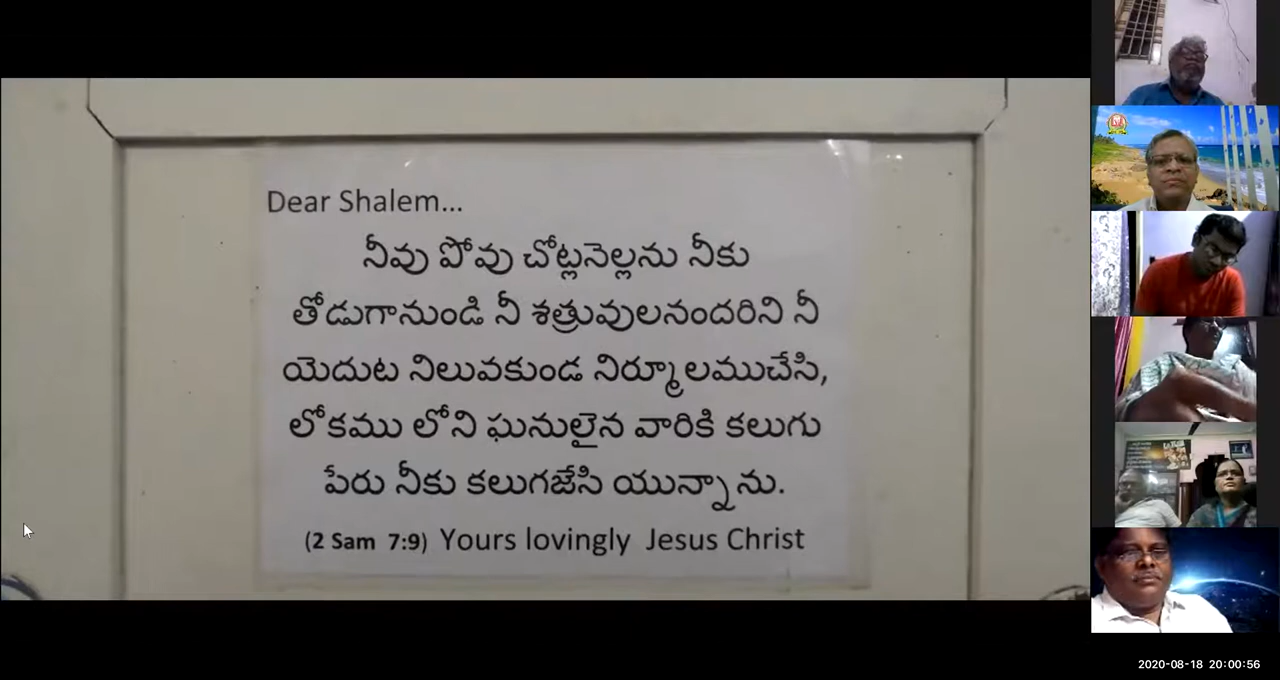 Dear Shalem...
నీవు పోవు చోట్లనెల్లను నీకు
తోడుగానుండి నీ శత్రువులనందరిని నీ
యెదుట నిలువకుండ నిర్మూలముచేసి,
లోకము లోని ఘనులైన వారికి కలుగు
పేరు నీకు కలుగజేసి యున్నాను.
(2 Sam 7:9) Yours lovingly Jesus Christ
2020-08-18 20:00:56